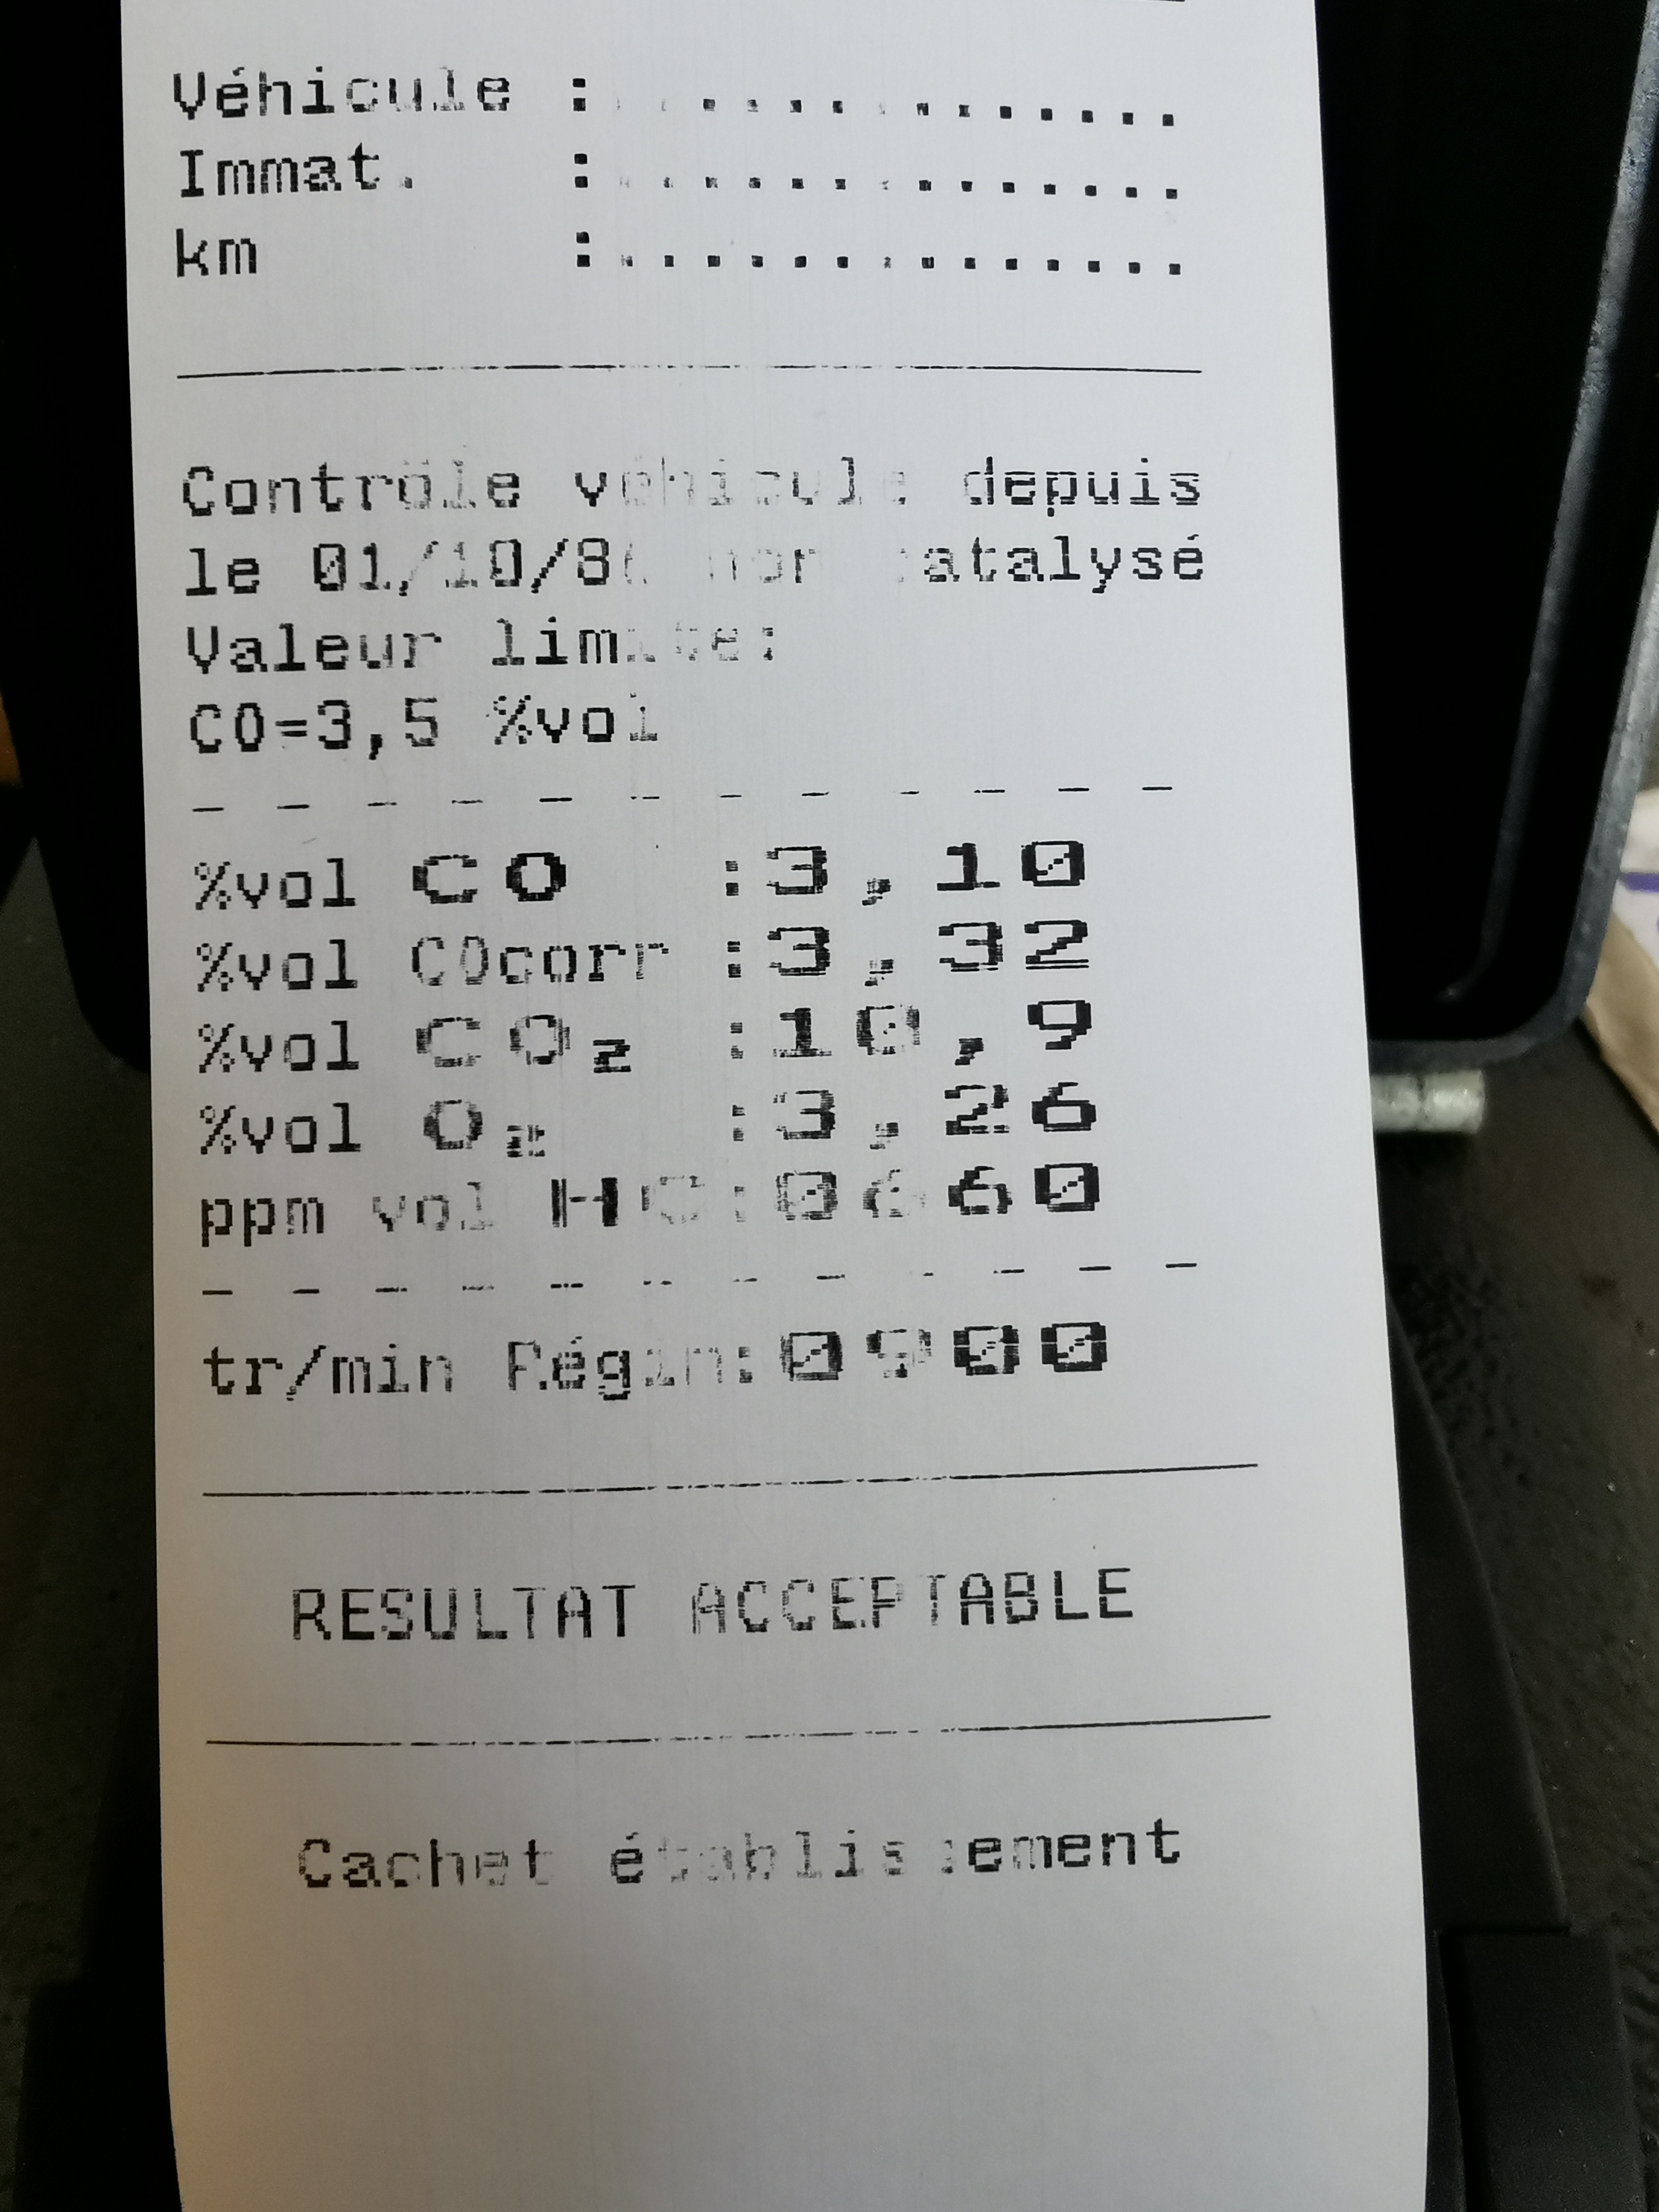 Véhicule : . . . . . . . . . . . . . .
Immat. : . . . . . . . . . . . . . .
km : . . . . . . . . . . . . . .
Contrôle véhicule depuis
le 01/10/86 non catalysé
Valeur limite:
CO=3,5 %vol
- - - - - - - - - - - -
%vol CO :3,10
%vol COcorr :3,32
%vol CO₂ :10,9
%vol O₂ :3,26
ppm vol HC:0660
- - - - - - - - - - - -
tr/min Régim:0900
RESULTAT ACCEPTABLE
Cachet établissement